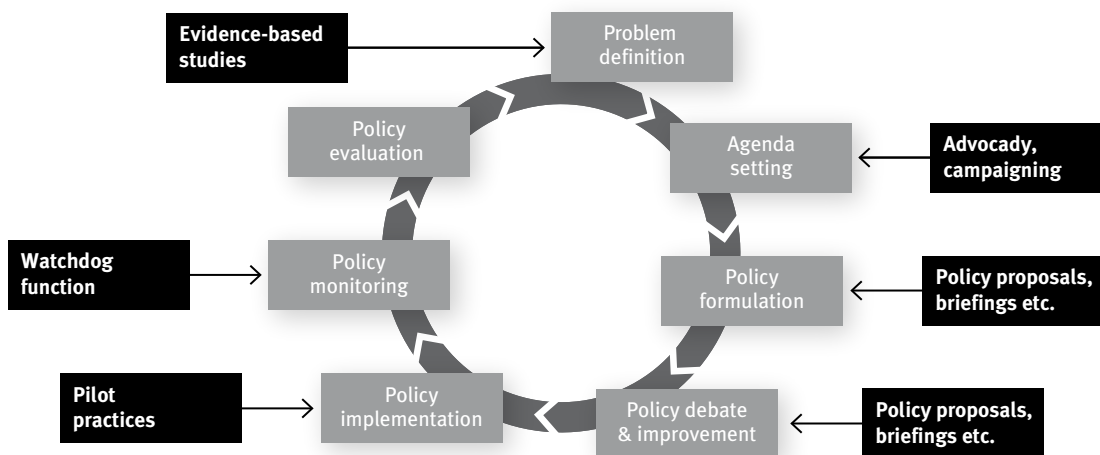 Evidence-based
studies
Problem
definition
Policy
evaluation
Agenda
setting
Advocady,
campaigning
Watchdog
function
Policy
monitoring
Policy
formulation
Policy proposals,
briefings etc.
Pilot
practices
Policy
implementation
Policy debate
& improvement
Policy proposals,
briefings etc.